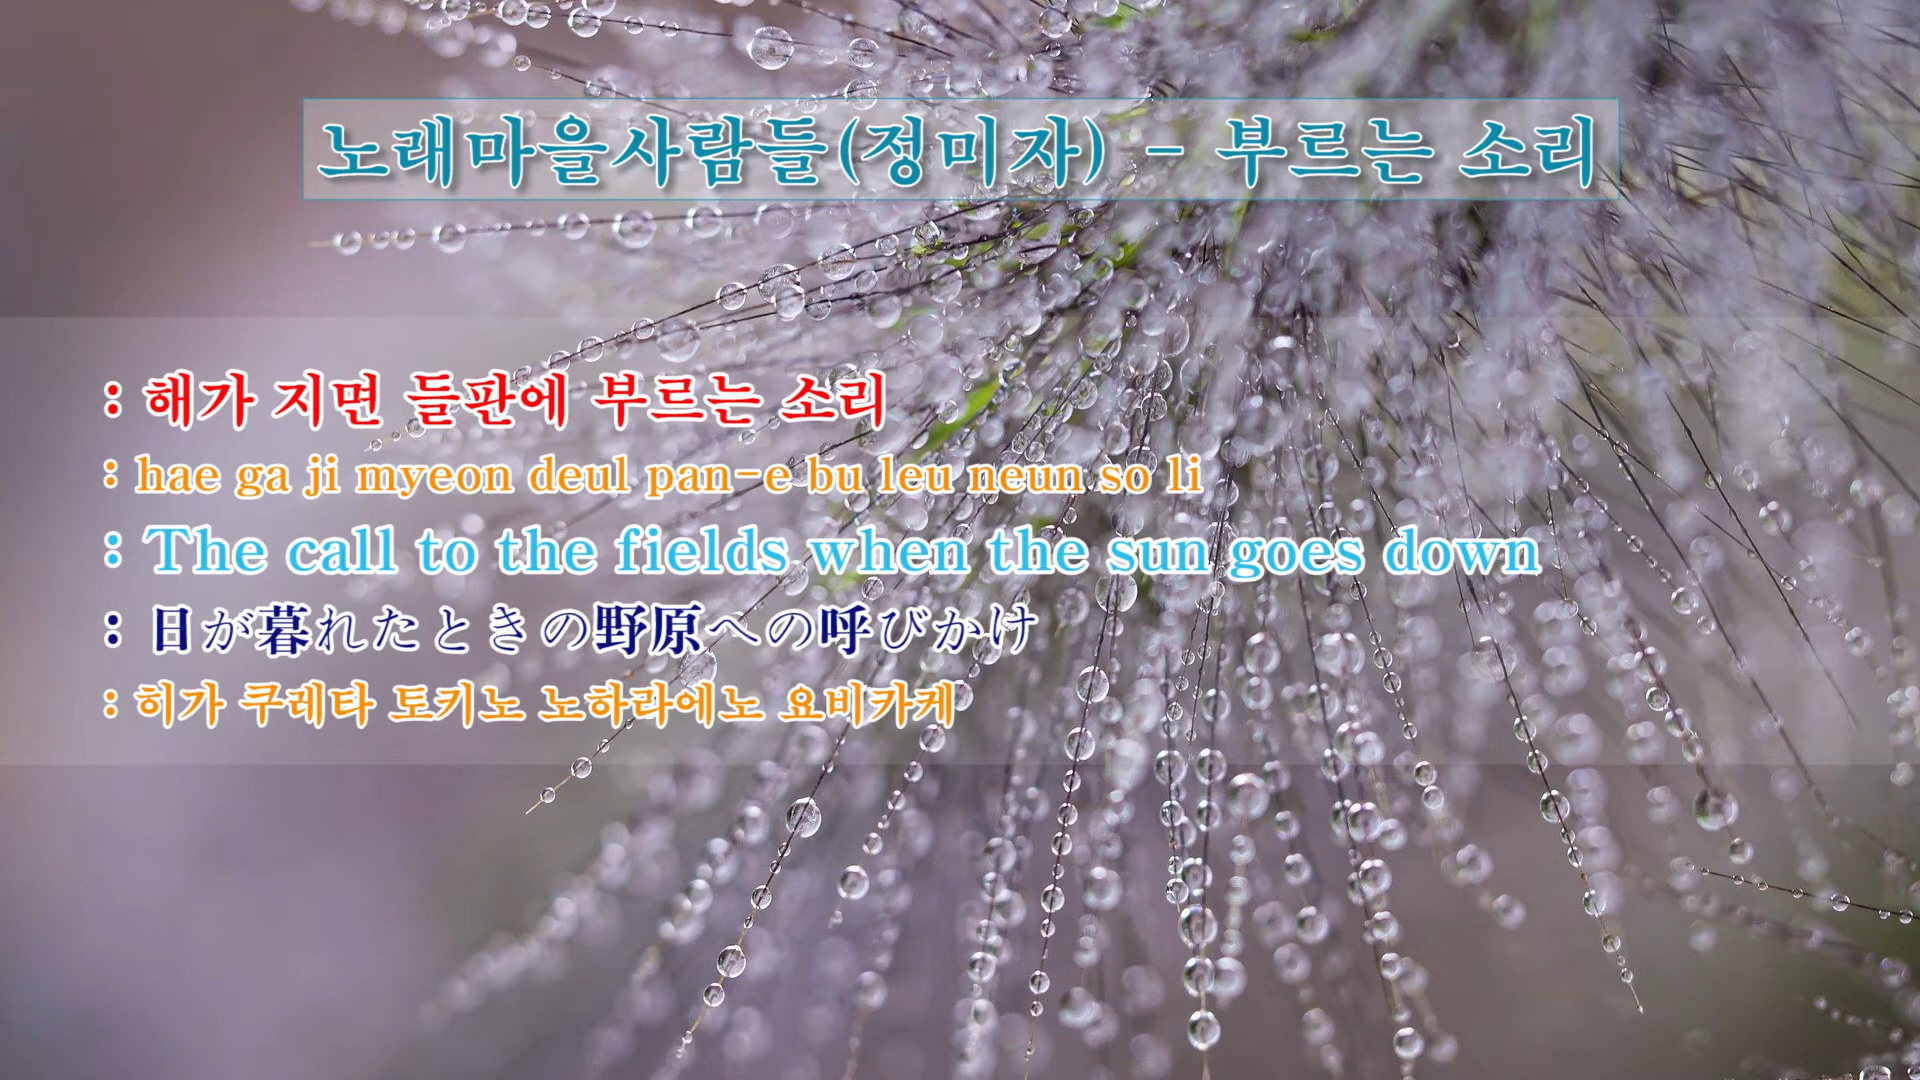 노래마을사람들(정미자) - 부르는 소리
: 해가 지면 들판에 부르는 소리
: hae ga ji myeon deul pan-e bu leu neun so li
: The call to the fields when the sun goes down
: 日が暮れたときの野原への呼びかけ
: 히가 쿠레타 토키노 노하라에노 요비카케